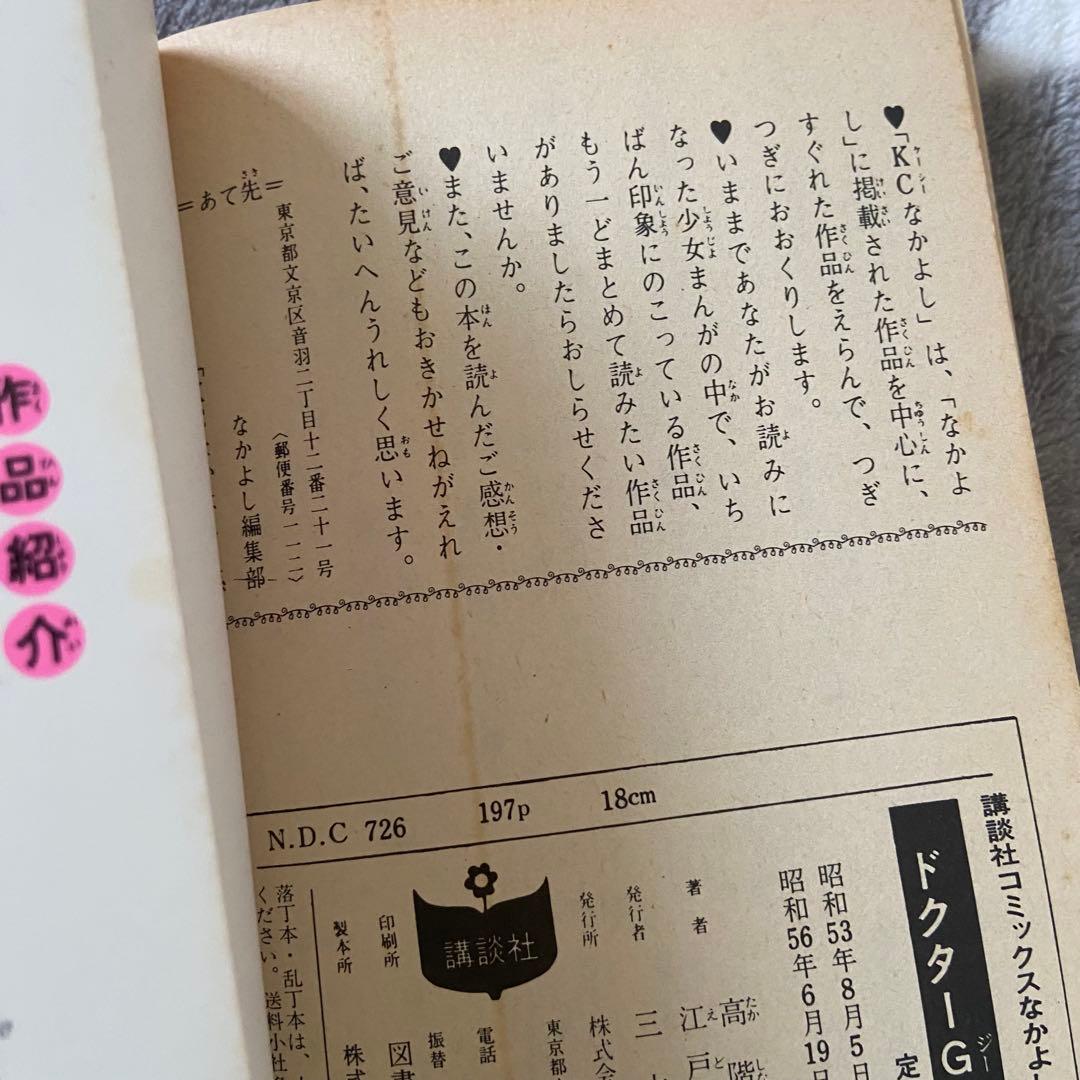 ♥「KCなかよし」は、「なかよ
し」に掲載された作品を中心に、
すぐれた作品をえらんで、つぎ
つぎにおおくりします。
♥いままであなたがお読みに
なった少女まんがの中で、いち
ばん印象にのこっている作品、
もう一どまとめて読みたい作品
がありましたらおしらせくださ
いませんか。
♥また、この本を読んだご感想・
ご意見などもおきかせねがえれ
ば、たいへんうれしく思います。
=あて先=
東京都文京区音羽二丁目十二番二十一号
〈郵便番号一一二〉
なかよし編集部
作品紹介
講談社コミックスなかよし
ドクターG
定
昭和53年8月5日
昭和56年6月19日
著者 高階
江戸
発行者 三
発行所 株式会
東京都
電話
振替
講談社
印刷所 図書
製本所 株式
落丁本・乱丁本は、
ください。送料小社
N.D.C 726 197p 18cm